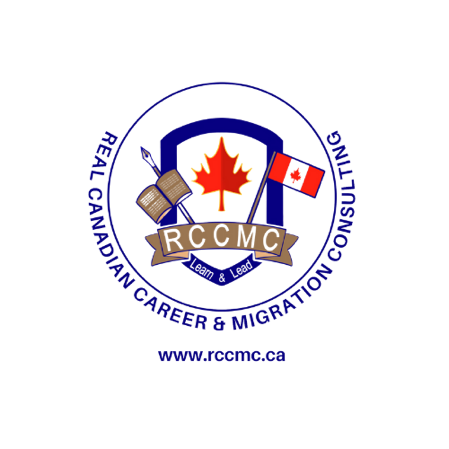 RCCMC
Learn & Lead
REAL CANADIAN CAREER & MIGRATION CONSULTING
www.rccmc.ca